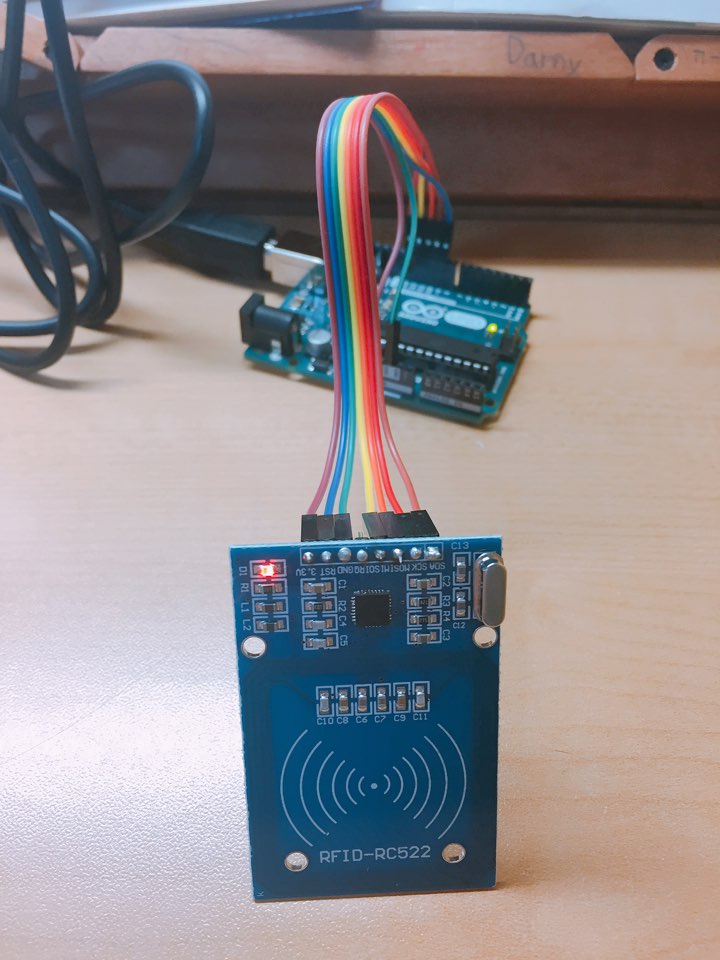 Danny
D1
R1
L1
L2
3.3V RST GND IRQ MISO MOSI SCK SDA
C1
R2
C4
C5
C2
R3
R4
C3
C13
C12
C10 C8 C6 C7 C9 C11
RFID-RC522